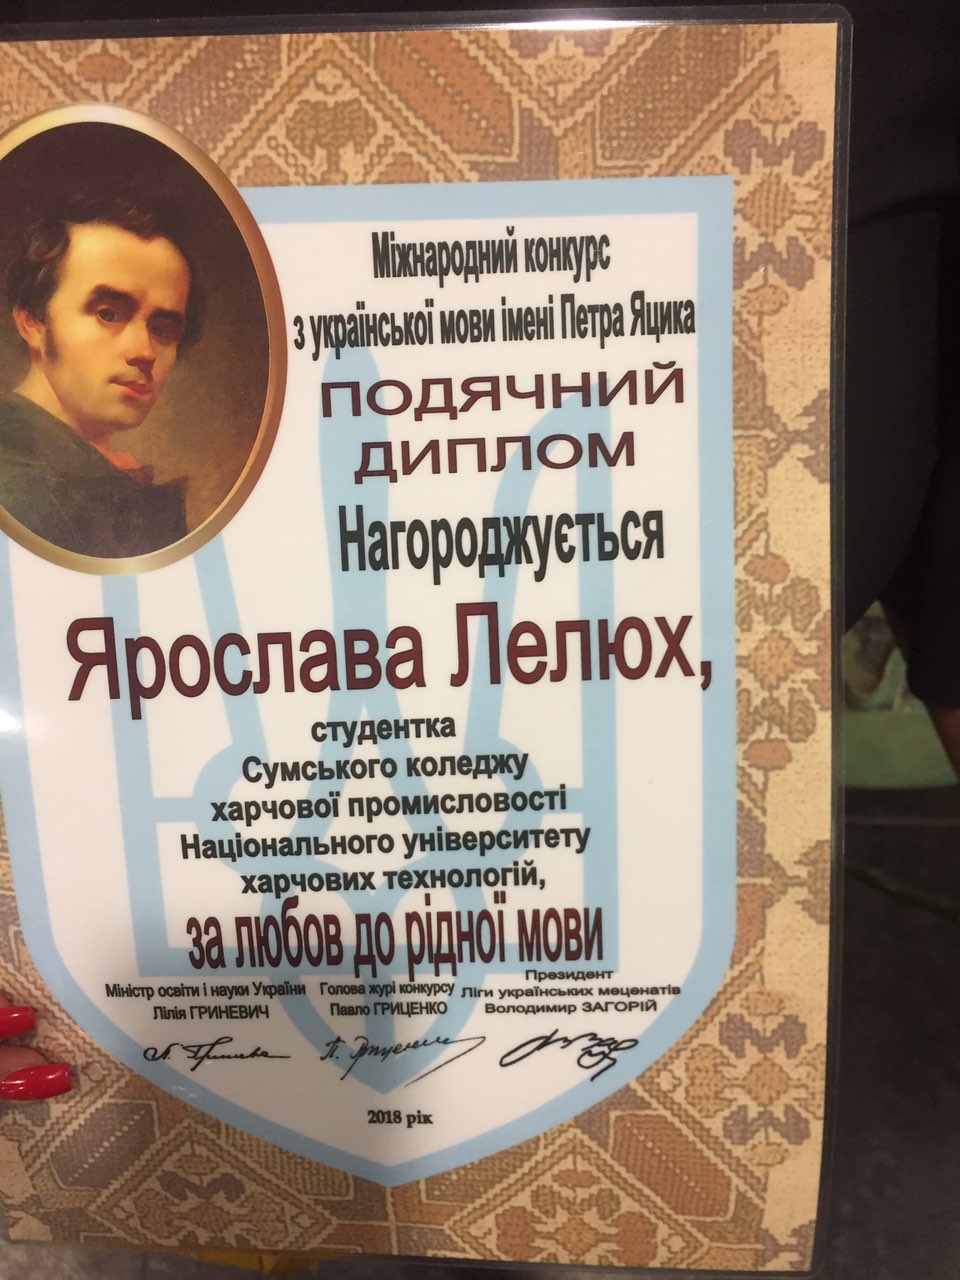 Міжнародний конкурс
з української мови імені Петра Яцика
ПОДЯЧНИЙ
ДИПЛОМ
Нагороджується
Ярослава Лелюх,
студентка
Сумського коледжу
харчової промисловості
Національного університету
харчових технологій,
за любов до рідної мови
Міністр освіти і науки України
Лілія ГРИНЕВИЧ
Голова журі конкурсу
Павло ГРИЦЕНКО
Президент
Ліги українських меценатів
Володимир ЗАГОРІЙ
2018 рік